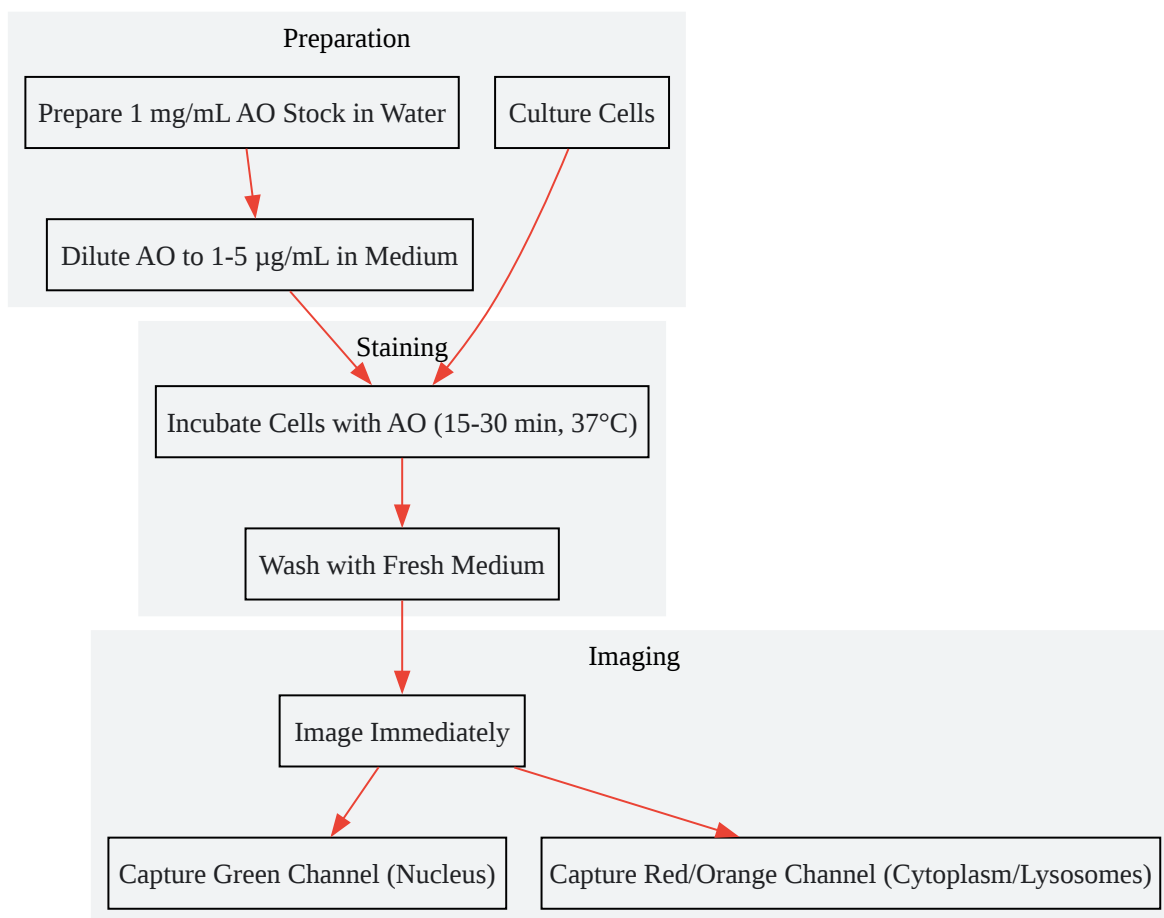 Preparation
Prepare 1 mg/mL AO Stock in Water
Culture Cells
Dilute AO to 1-5 µg/mL in Medium
Staining
Incubate Cells with AO (15-30 min, 37°C)
Wash with Fresh Medium
Imaging
Image Immediately
Capture Green Channel (Nucleus)
Capture Red/Orange Channel (Cytoplasm/Lysosomes)